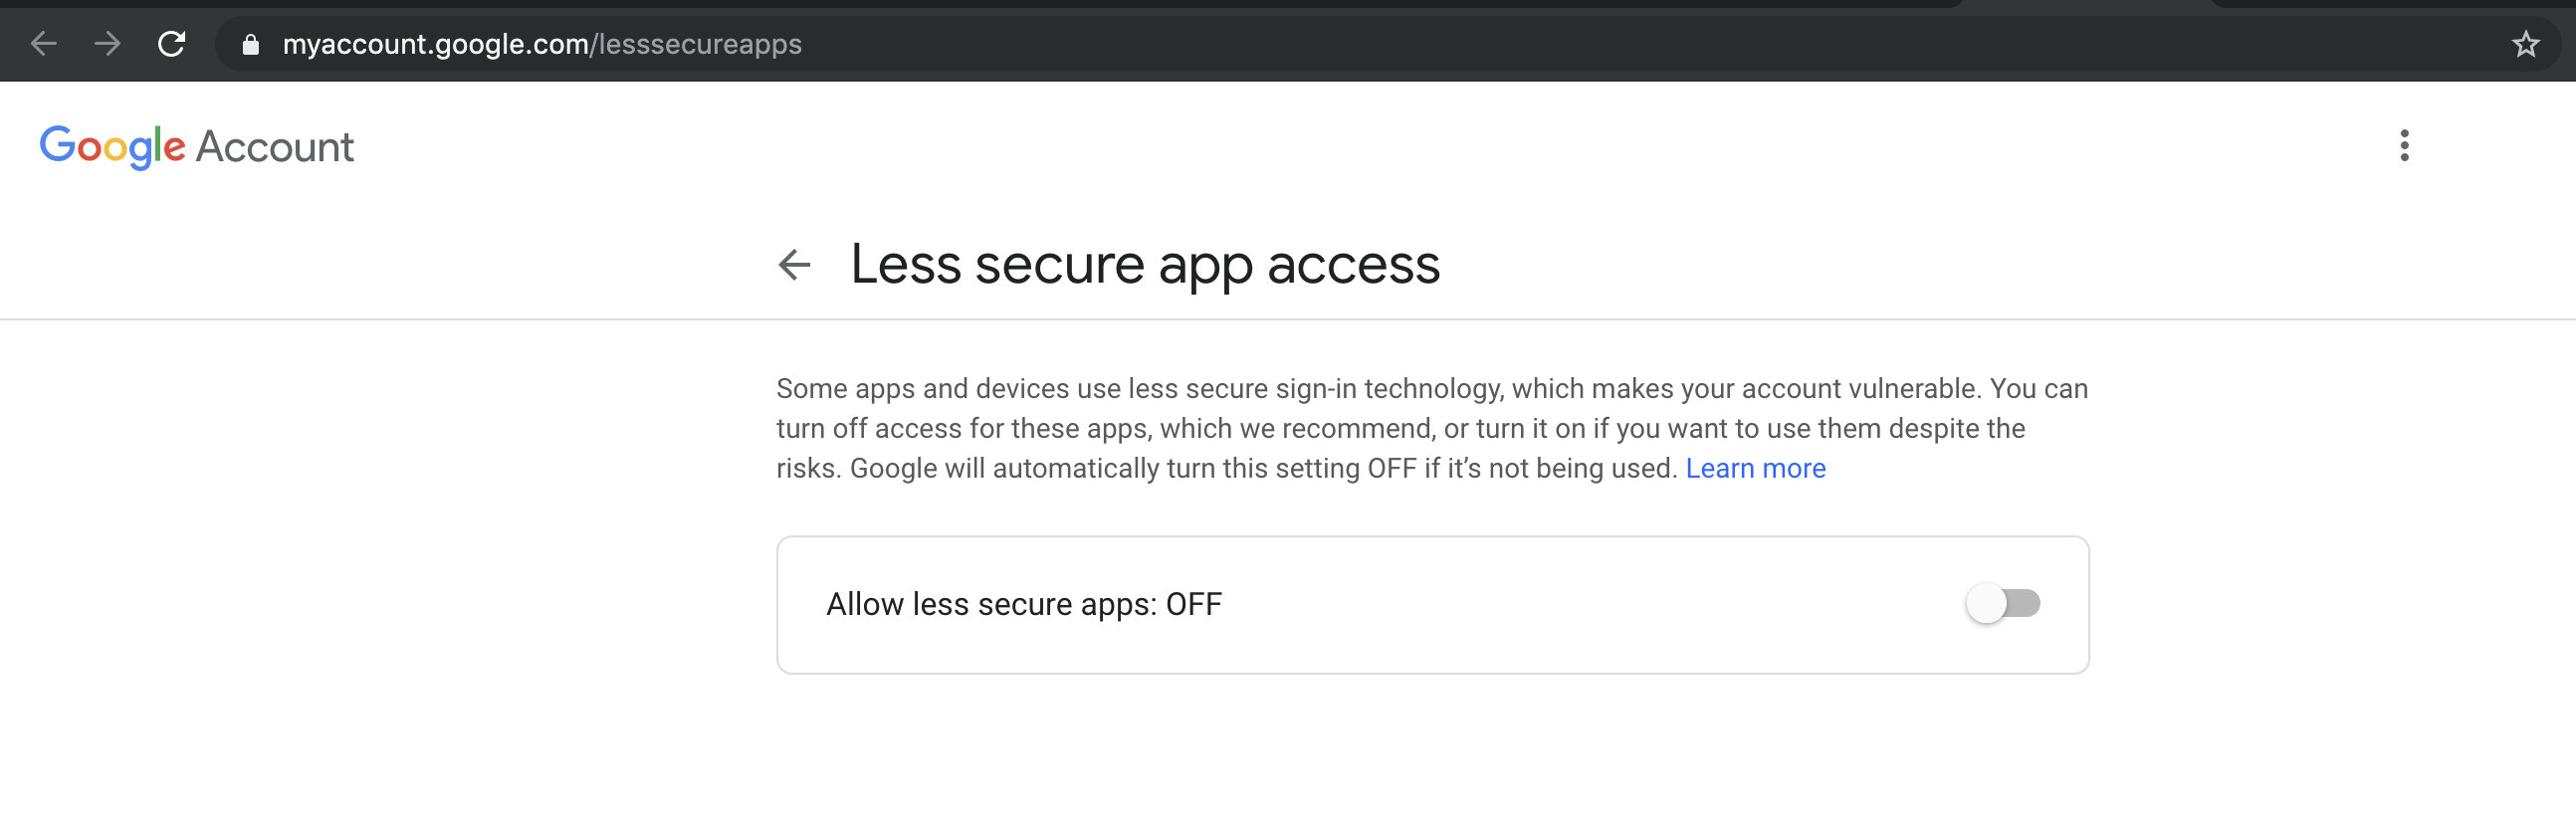 myaccount.google.com/lesssecureapps
Google Account
Less secure app access
Some apps and devices use less secure sign-in technology, which makes your account vulnerable. You can
turn off access for these apps, which we recommend, or turn it on if you want to use them despite the
risks. Google will automatically turn this setting OFF if it’s not being used. Learn more
Allow less secure apps: OFF